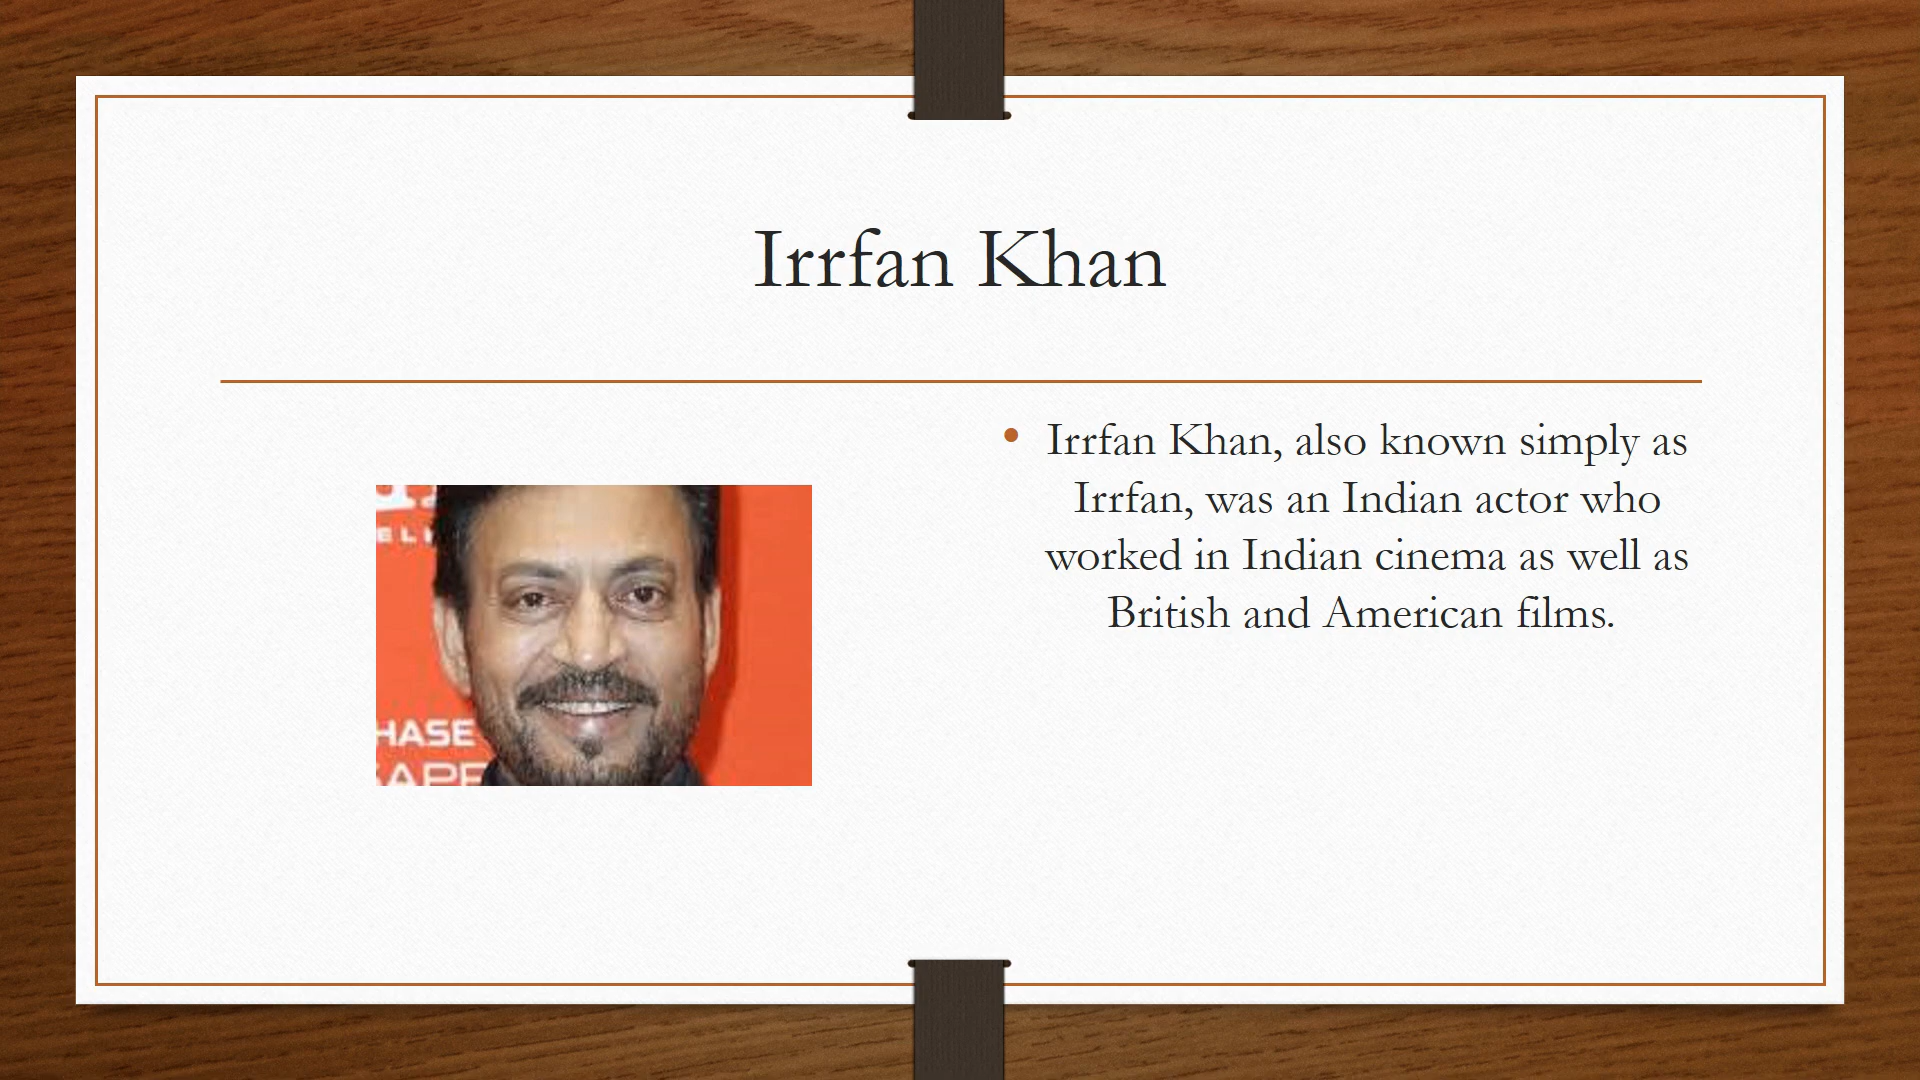 Irrfan Khan
Irrfan Khan, also known simply as
Irrfan, was an Indian actor who
worked in Indian cinema as well as
British and American films.
HASE